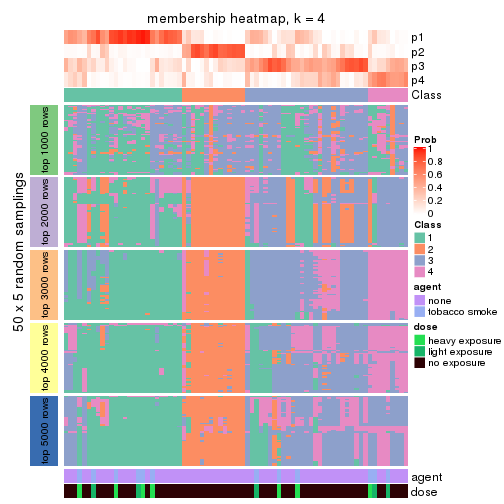 membership heatmap, k = 4
p1
p2
p3
p4
Class
50 x 5 random samplings
top 1000 rows
top 2000 rows
top 3000 rows
top 4000 rows
top 5000 rows
Prob
1
0.8
0.6
0.4
0.2
0
Class
1
2
3
4
agent
none
tobacco smoke
dose
heavy exposure
light exposure
no exposure
agent
dose